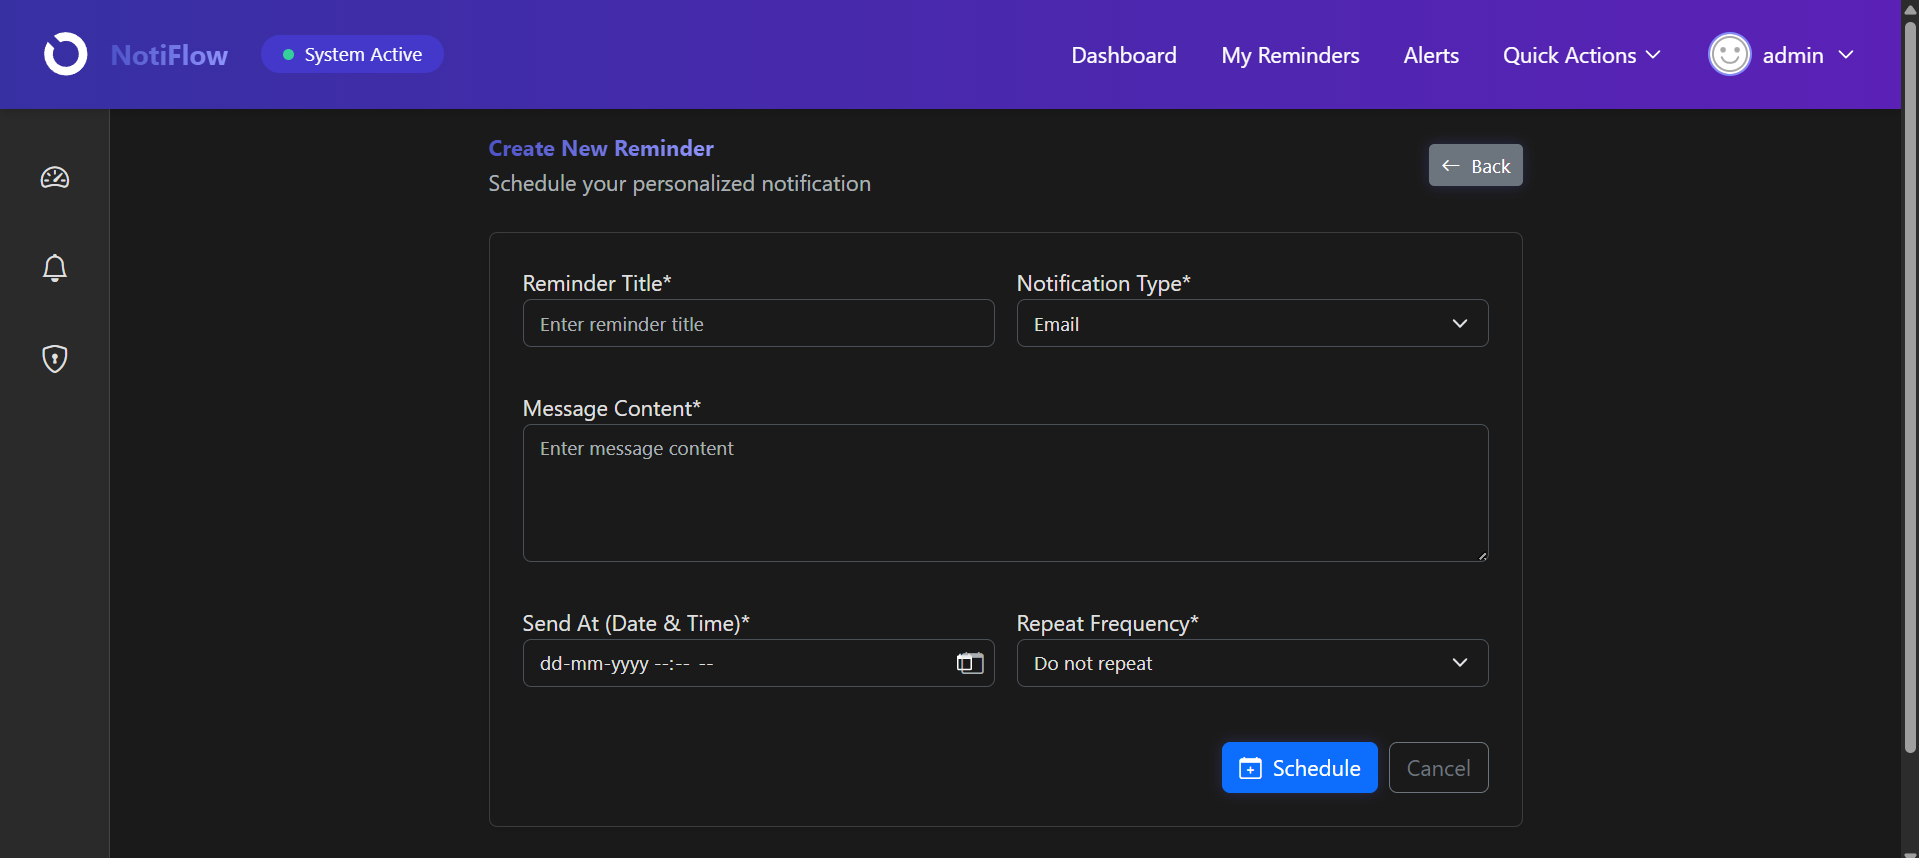 NotiFlow
System Active
Dashboard
My Reminders
Alerts
Quick Actions
admin
Create New Reminder
Schedule your personalized notification
Back
Reminder Title*
Notification Type*
Enter reminder title
Email
Message Content*
Enter message content
Send At (Date & Time)*
Repeat Frequency*
dd-mm-yyyy --:-- --
Do not repeat
Schedule
Cancel